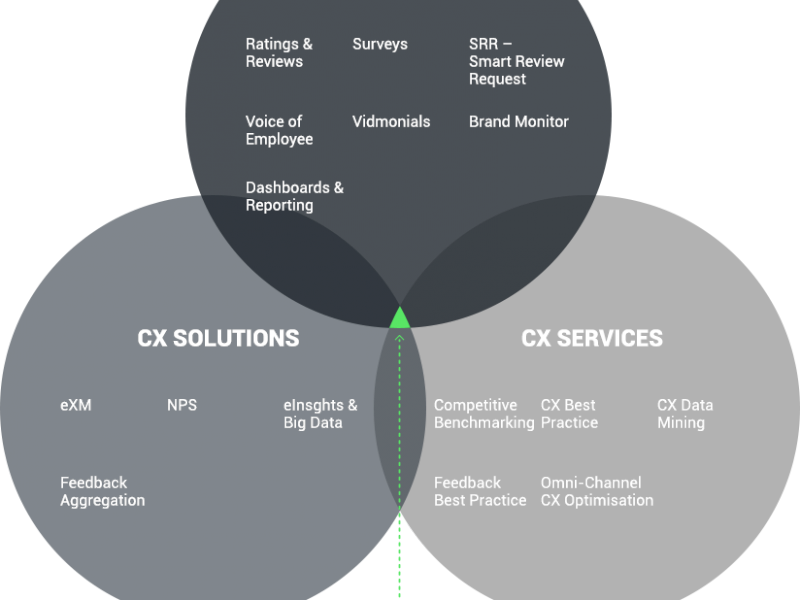 Ratings &
Reviews
Surveys
SRR –
Smart Review
Request
Voice of
Employee
Vidmonials
Brand Monitor
Dashboards &
Reporting
CX SOLUTIONS
eXM
NPS
eInsghts &
Big Data
Feedback
Aggregation
CX SERVICES
Competitive
Benchmarking
CX Best
Practice
CX Data
Mining
Feedback
Best Practice
Omni-Channel
CX Optimisation